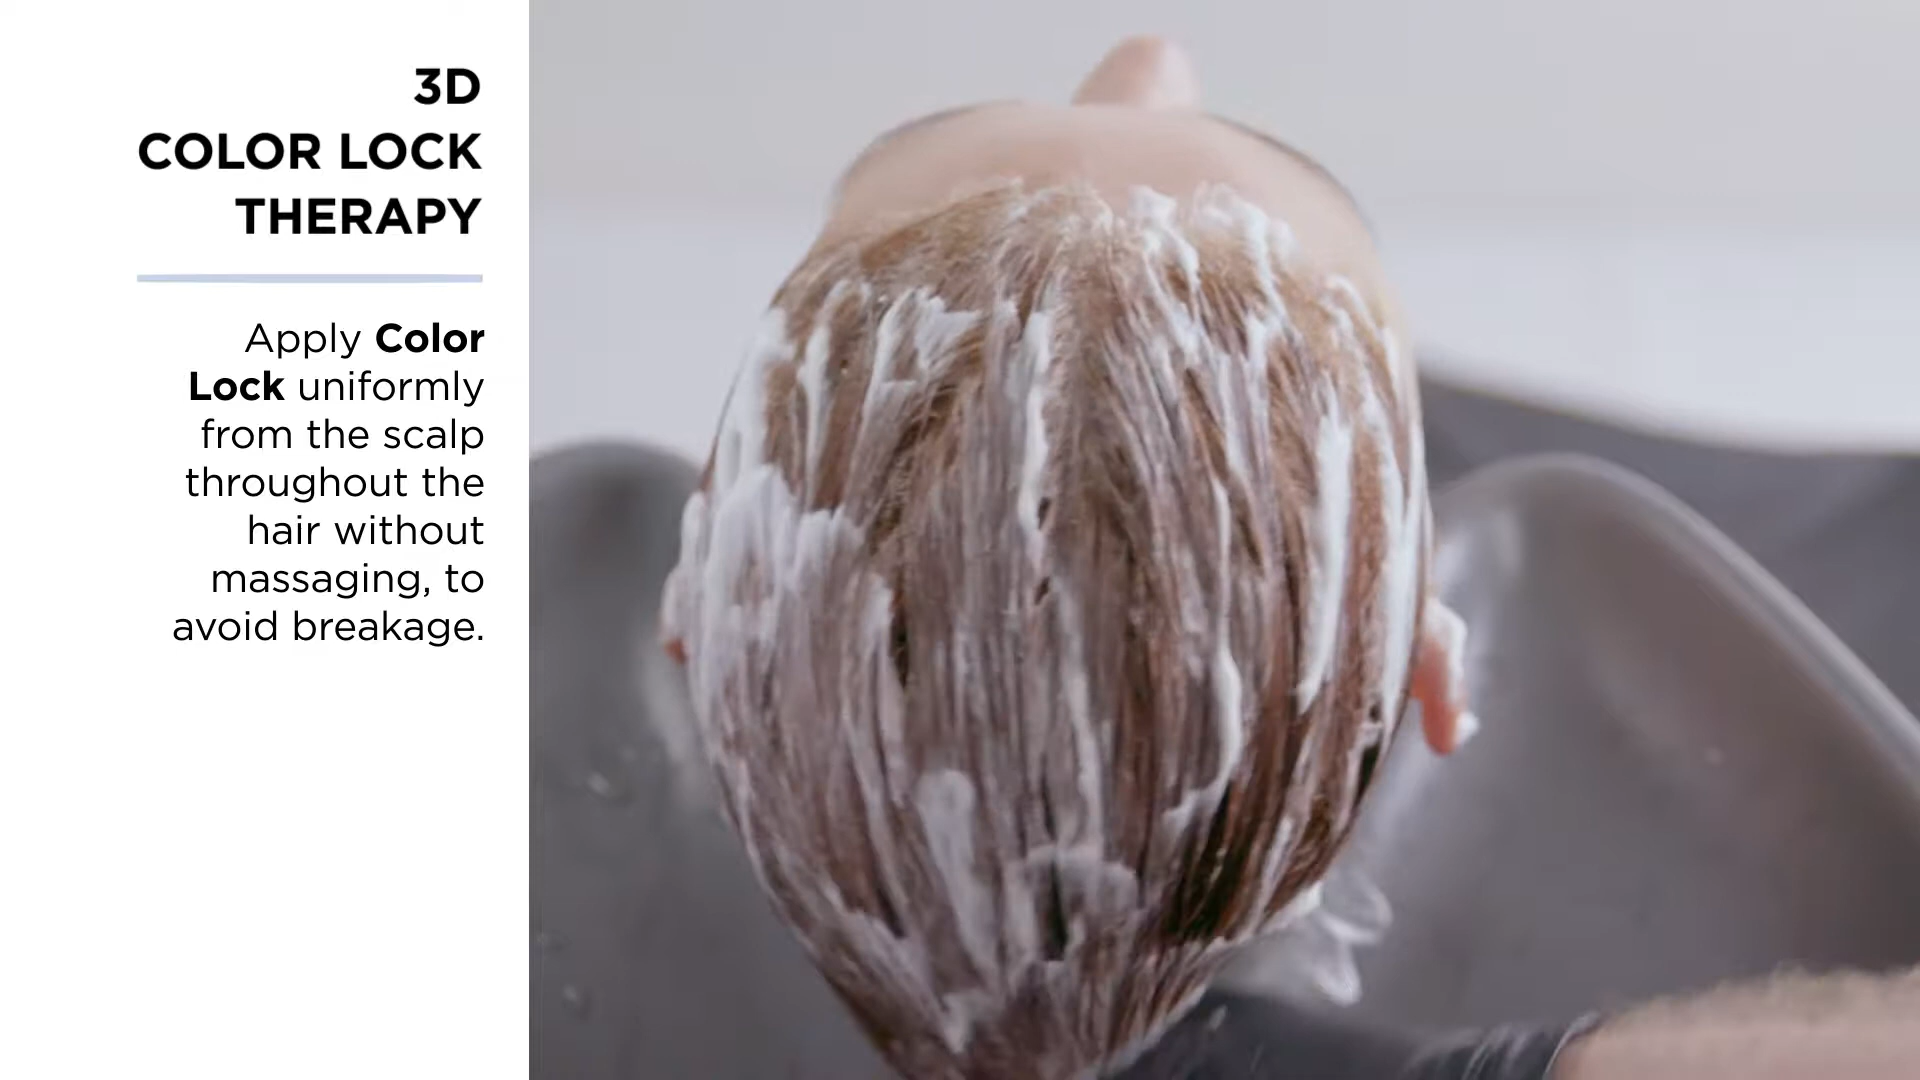 3D
COLOR LOCK
THERAPY
Apply Color
Lock uniformly
from the scalp
throughout the
hair without
massaging, to
avoid breakage.